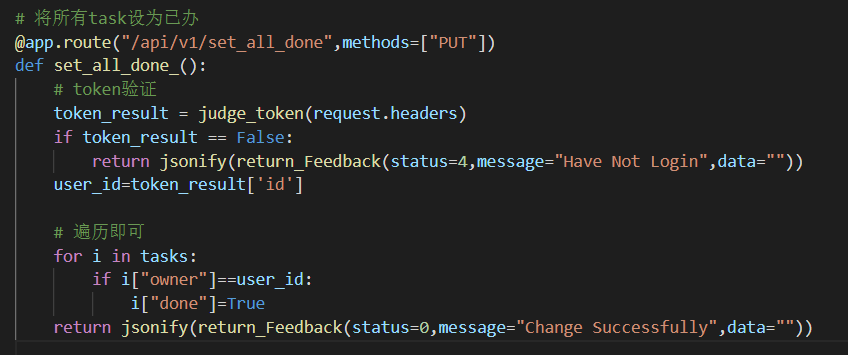 # 将所有task设为已办
@app.route("/api/v1/set_all_done",methods=["PUT"])
def set_all_done_():
    # token验证
    token_result = judge_token(request.headers)
    if token_result == False:
        return jsonify(return_Feedback(status=4,message="Have Not Login",data=""))
    user_id=token_result['id']

    # 遍历即可
    for i in tasks:
        if i["owner"]==user_id:
            i["done"]=True
    return jsonify(return_Feedback(status=0,message="Change Successfully",data=""))